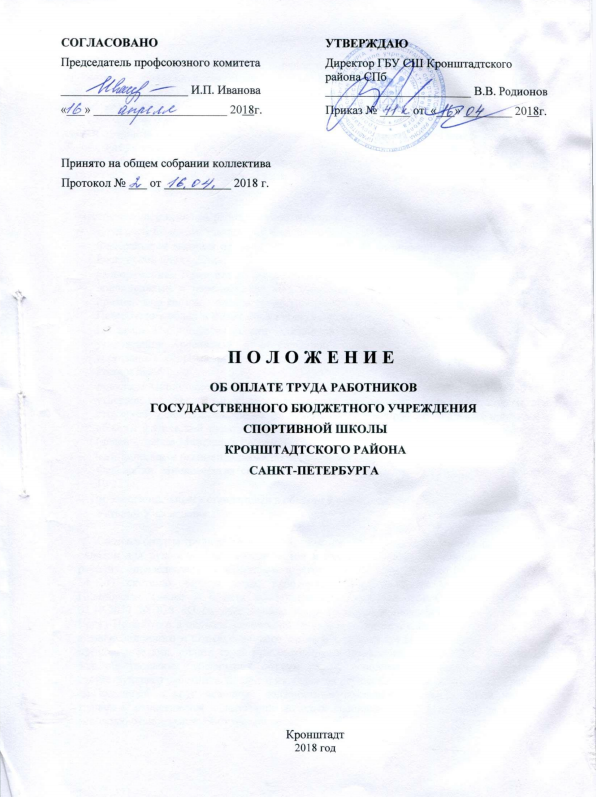 СОГЛАСОВАНО
Председатель профсоюзного комитета
Иванова И.П. Иванова
«16» апреля 2018г.
УТВЕРЖДАЮ
Директор ГБУ СШ Кронштадтского
района СПб
В.В. Родионов
Приказ № 41 от «16» 04 2018г.
Принято на общем собрании коллектива
Протокол № 2 от 16.04. 2018 г.
П О Л О Ж Е Н И Е
ОБ ОПЛАТЕ ТРУДА РАБОТНИКОВ
ГОСУДАРСТВЕННОГО БЮДЖЕТНОГО УЧРЕЖДЕНИЯ
СПОРТИВНОЙ ШКОЛЫ
КРОНШТАДТСКОГО РАЙОНА
САНКТ-ПЕТЕРБУРГА
Кронштадт
2018 год